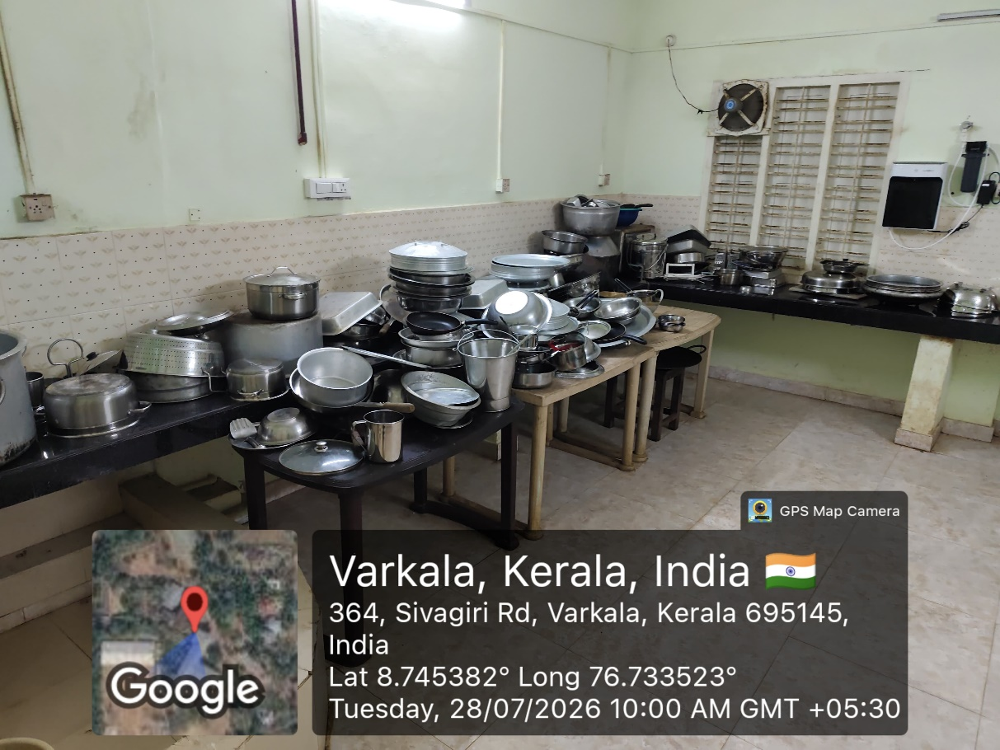 GPS Map Camera
Varkala, Kerala, India
364, Sivagiri Rd, Varkala, Kerala 695145,
India
Lat 8.745382° Long 76.733523°
Tuesday, 28/07/2026 10:00 AM GMT +05:30
Google